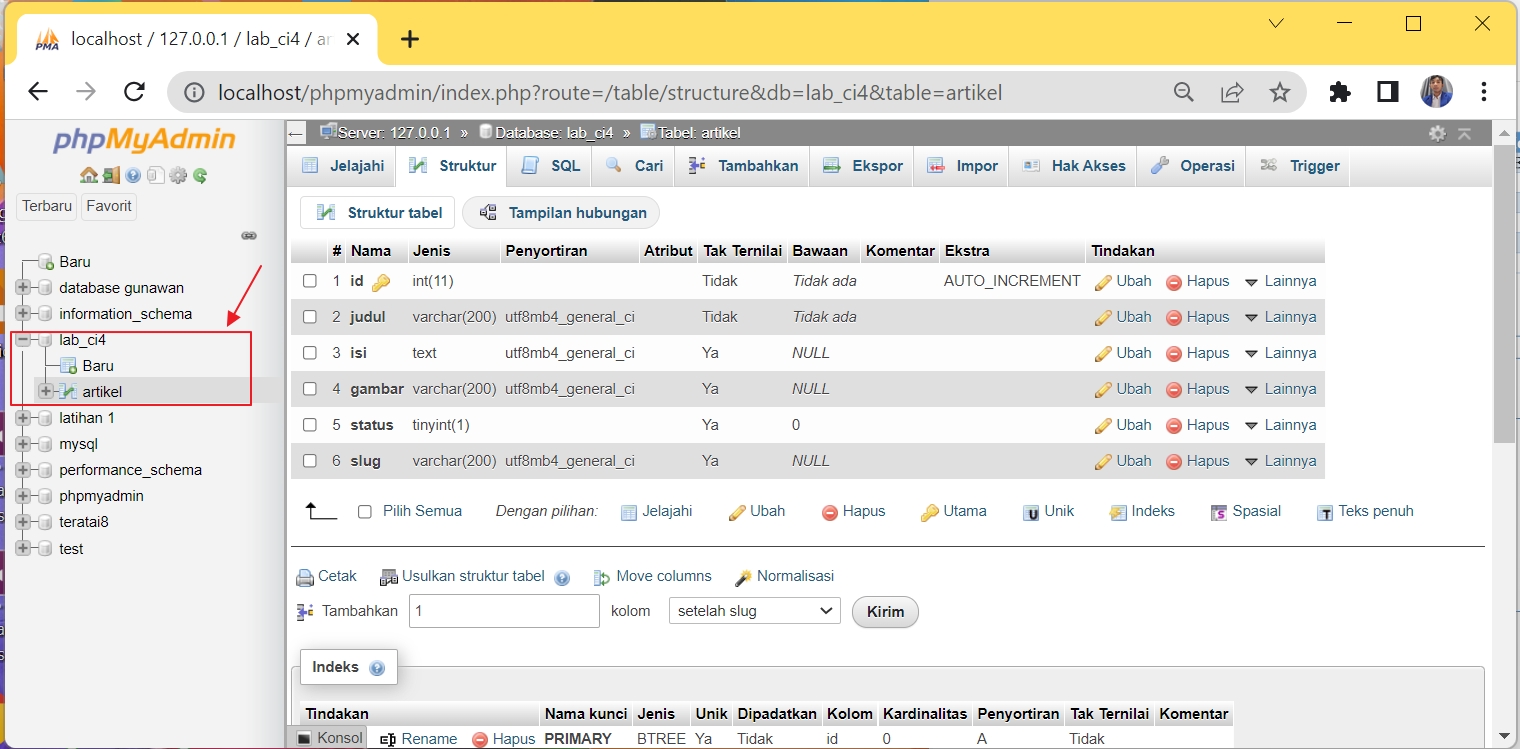 localhost / 127.0.0.1 / lab_ci4 / ar
localhost/phpmyadmin/index.php?route=/table/structure&db=lab_ci4&table=artikel
phpMyAdmin
Terbaru Favorit
Baru
database gunawan
information_schema
lab_ci4
Baru
artikel
latihan 1
mysql
performance_schema
phpmyadmin
teratai8
test
Server: 127.0.0.1 » Database: lab_ci4 » Tabel: artikel
Jelajahi Struktur SQL Cari Tambahkan Ekspor Impor Hak Akses Operasi Trigger
Struktur tabel Tampilan hubungan
# Nama Jenis Penyortiran Atribut Tak Ternilai Bawaan Komentar Ekstra Tindakan
1 id int(11) Tidak Tidak ada AUTO_INCREMENT Ubah Hapus Lainnya
2 judul varchar(200) utf8mb4_general_ci Tidak Tidak ada Ubah Hapus Lainnya
3 isi text utf8mb4_general_ci Ya NULL Ubah Hapus Lainnya
4 gambar varchar(200) utf8mb4_general_ci Ya NULL Ubah Hapus Lainnya
5 status tinyint(1) Ya 0 Ubah Hapus Lainnya
6 slug varchar(200) utf8mb4_general_ci Ya NULL Ubah Hapus Lainnya
Pilih Semua Dengan pilihan: Jelajahi Ubah Hapus Utama Unik Indeks Spasial Teks penuh
Cetak Usulkan struktur tabel Move columns Normalisasi
Tambahkan 1 kolom setelah slug Kirim
Indeks
Tindakan Nama kunci Jenis Unik Dipadatkan Kolom Kardinalitas Penyortiran Tak Ternilai Komentar
Rename Hapus PRIMARY BTREE Ya Tidak id 0 A Tidak
Konsol